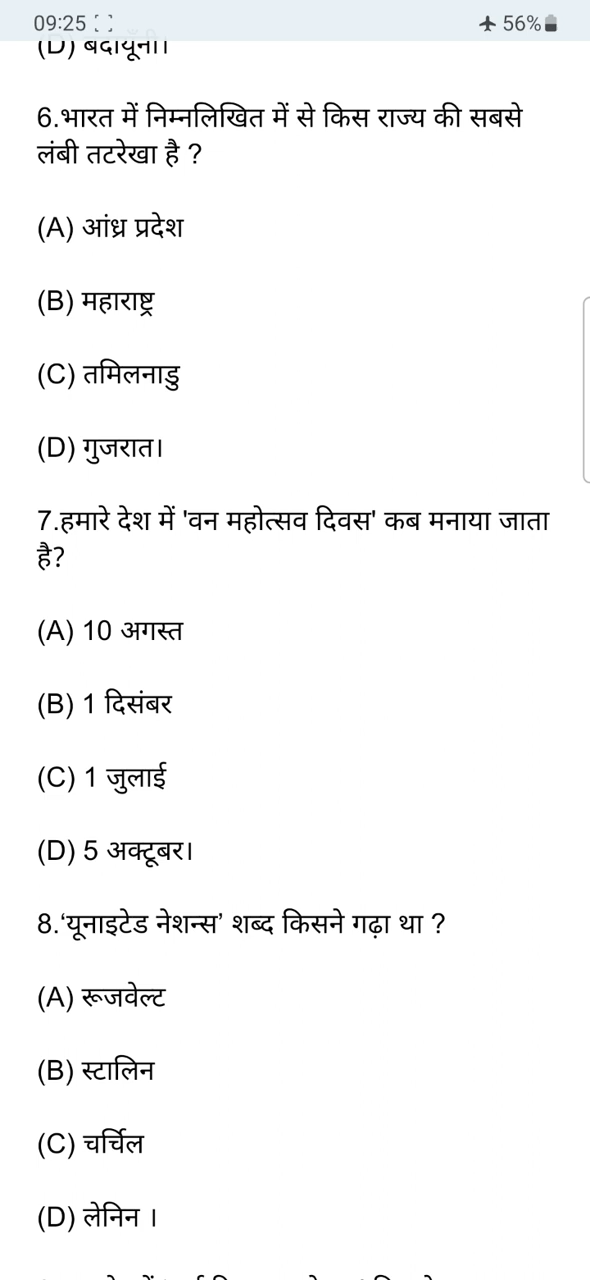 09:25
56%
(D) बदायूँनी।
6.भारत में निम्नलिखित में से किस राज्य की सबसे
लंबी तटरेखा है ?
(A) आंध्र प्रदेश
(B) महाराष्ट्र
(C) तमिलनाडु
(D) गुजरात।
7.हमारे देश में 'वन महोत्सव दिवस' कब मनाया जाता
है?
(A) 10 अगस्त
(B) 1 दिसंबर
(C) 1 जुलाई
(D) 5 अक्टूबर।
8.‘यूनाइटेड नेशन्स’ शब्द किसने गढ़ा था ?
(A) रूजवेल्ट
(B) स्टालिन
(C) चर्चिल
(D) लेनिन ।